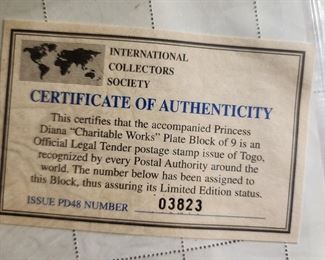 INTERNATIONAL
COLLECTORS
SOCIETY
CERTIFICATE OF AUTHENTICITY
This certifies that the accompanied Princess
Diana "Charitable Works" Plate Block of 9 is an
Official Legal Tender postage stamp issue of Togo,
recognized by every Postal Authority around the
world. The number below has been assigned to
this Block, thus assuring its Limited Edition status.
ISSUE PD48 NUMBER 03823